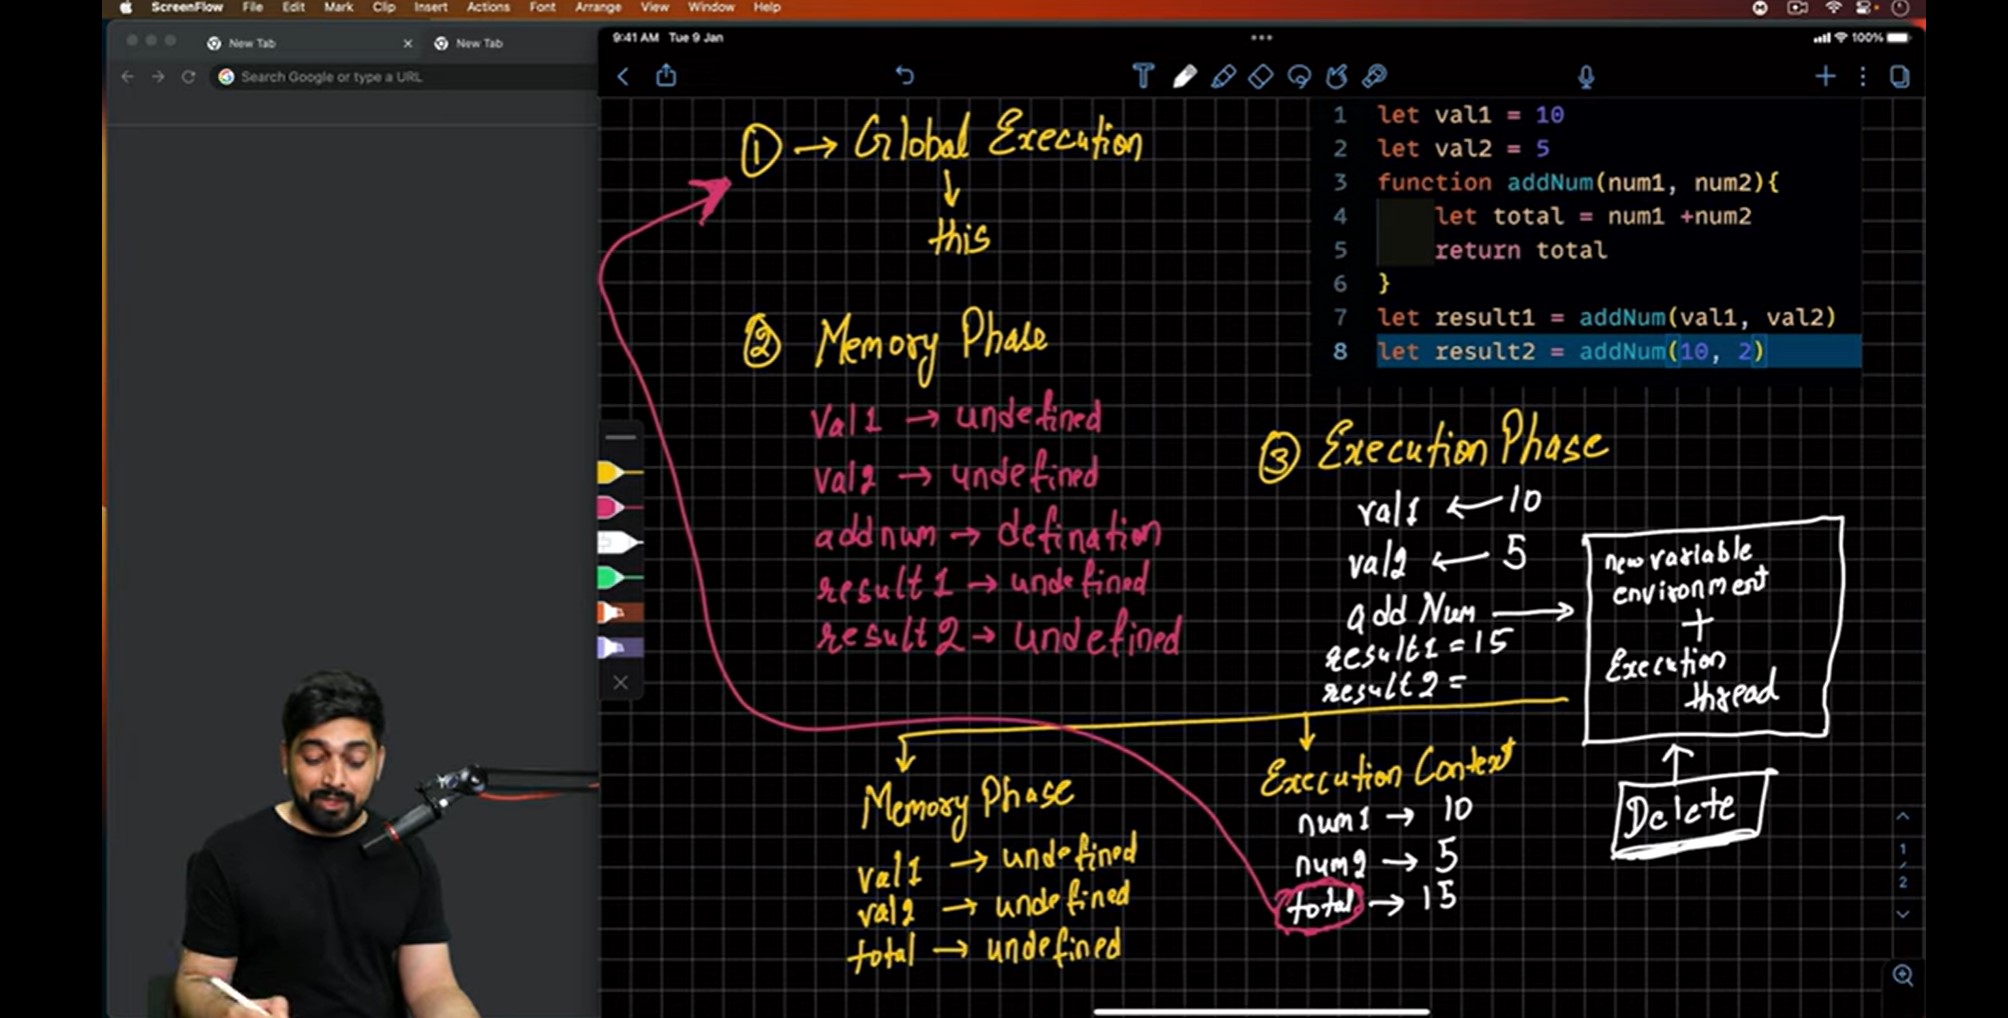 ScreenFlow File Edit Mark Clip Insert Actions Font Arrange View Window Help
New Tab
New Tab
Search Google or type a URL
9:41 AM Tue 9 Jan
100%
1 → Global Execution
↓
this
1 let val1 = 10
2 let val2 = 5
3 function addNum(num1, num2){
4 let total = num1 +num2
5 return total
6 }
7 let result1 = addNum(val1, val2)
8 let result2 = addNum(10, 2)
2 Memory Phase
Val1 → undefined
val2 → undefined
addnum → defination
result1 → undefined
result2 → undefined
3 Execution Phase
val1 ← 10
val2 ← 5
add Num →
result1 = 15
result2 =
new variable
environment
+
Execution
thread
Delete
Memory Phase
val1 → undefined
val2 → undefined
total → undefined
Execution Context
num1 → 10
num2 → 5
total → 15
1
/
2